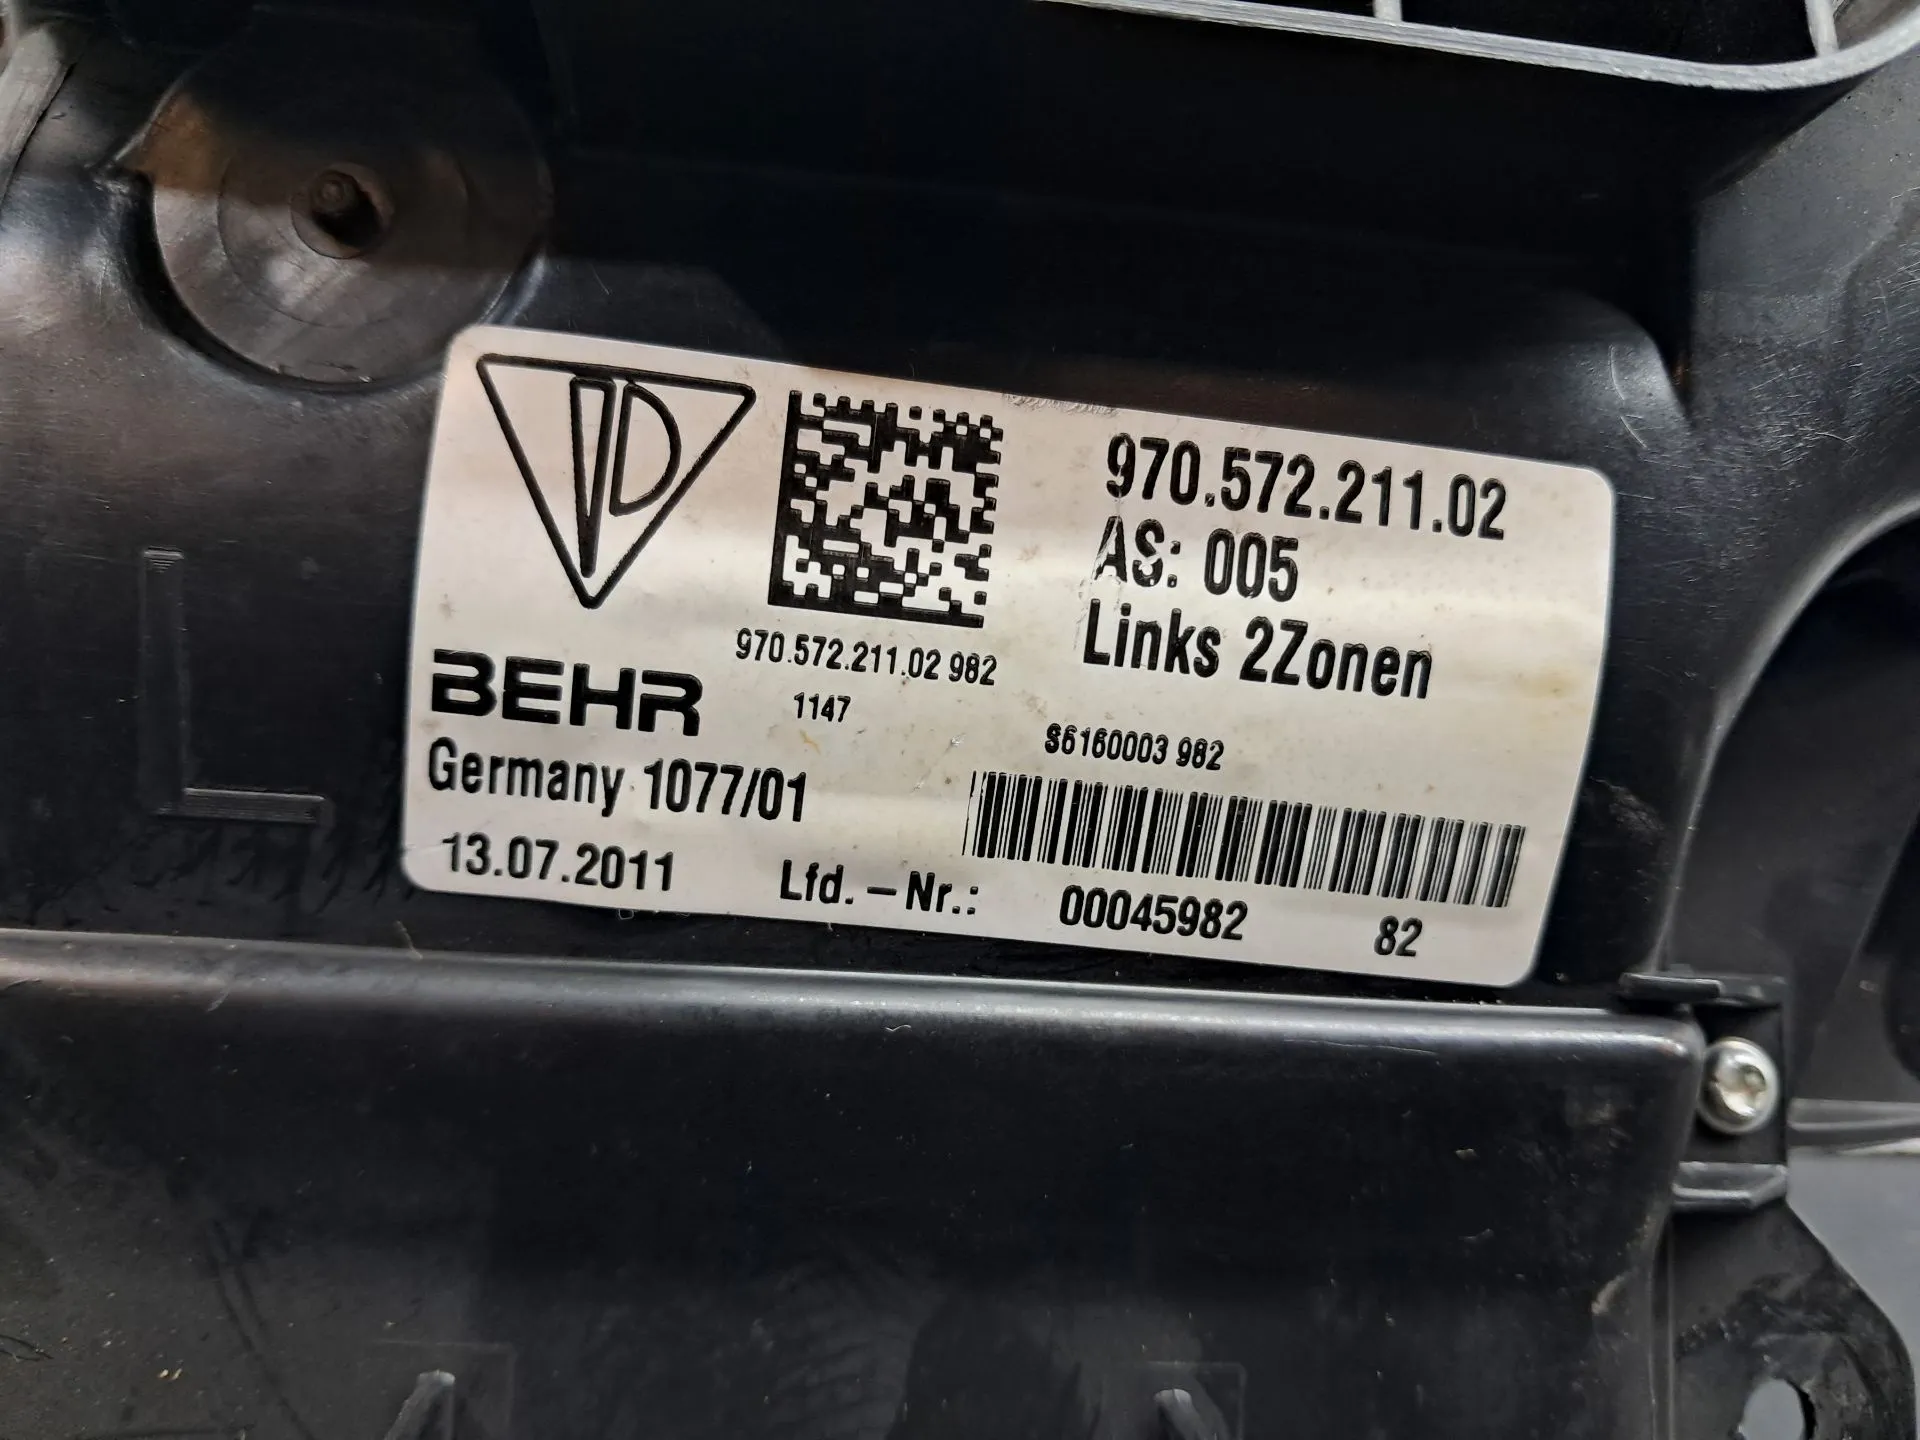 970.572.211.02
AS: 005
Links 2Zonen
970.572.211.02 982
1147
BEHR
S6160003 982
Germany 1077/01
13.07.2011
Lfd. -Nr.: 00045982 82